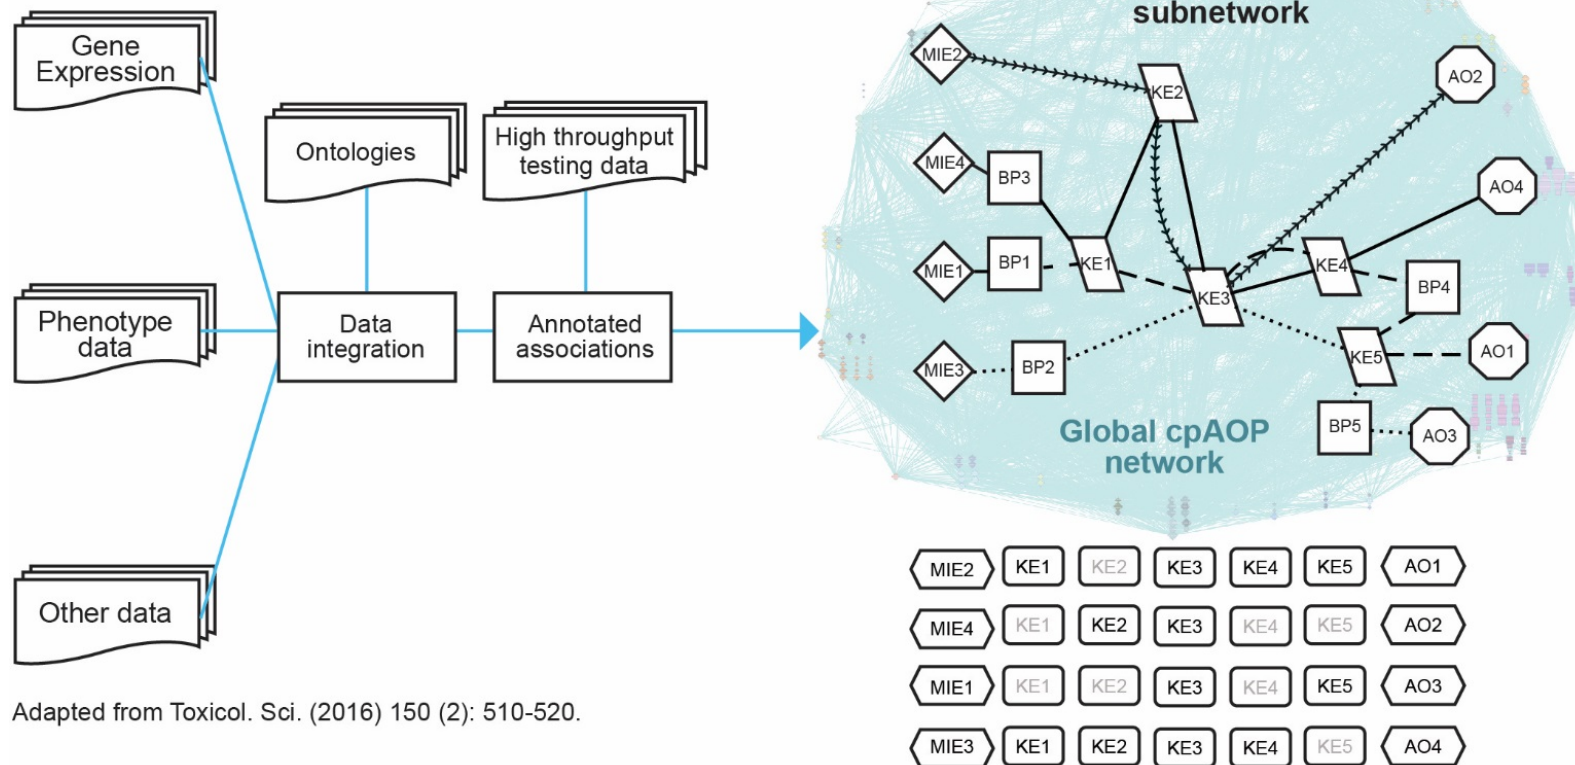 Gene
Expression
Ontologies
High throughput
testing data
Phenotype
data
Data
integration
Annotated
associations
Other data
Adapted from Toxicol. Sci. (2016) 150 (2): 510-520.
subnetwork
MIE2
KE2
AO2
MIE4
BP3
AO4
MIE1
BP1
KE1
KE3
KE4
BP4
MIE3
BP2
KE5
AO1
BP5
AO3
Global cpAOP
network
MIE2 KE1 KE2 KE3 KE4 KE5 AO1
MIE4 KE1 KE2 KE3 KE4 KE5 AO2
MIE1 KE1 KE2 KE3 KE4 KE5 AO3
MIE3 KE1 KE2 KE3 KE4 KE5 AO4